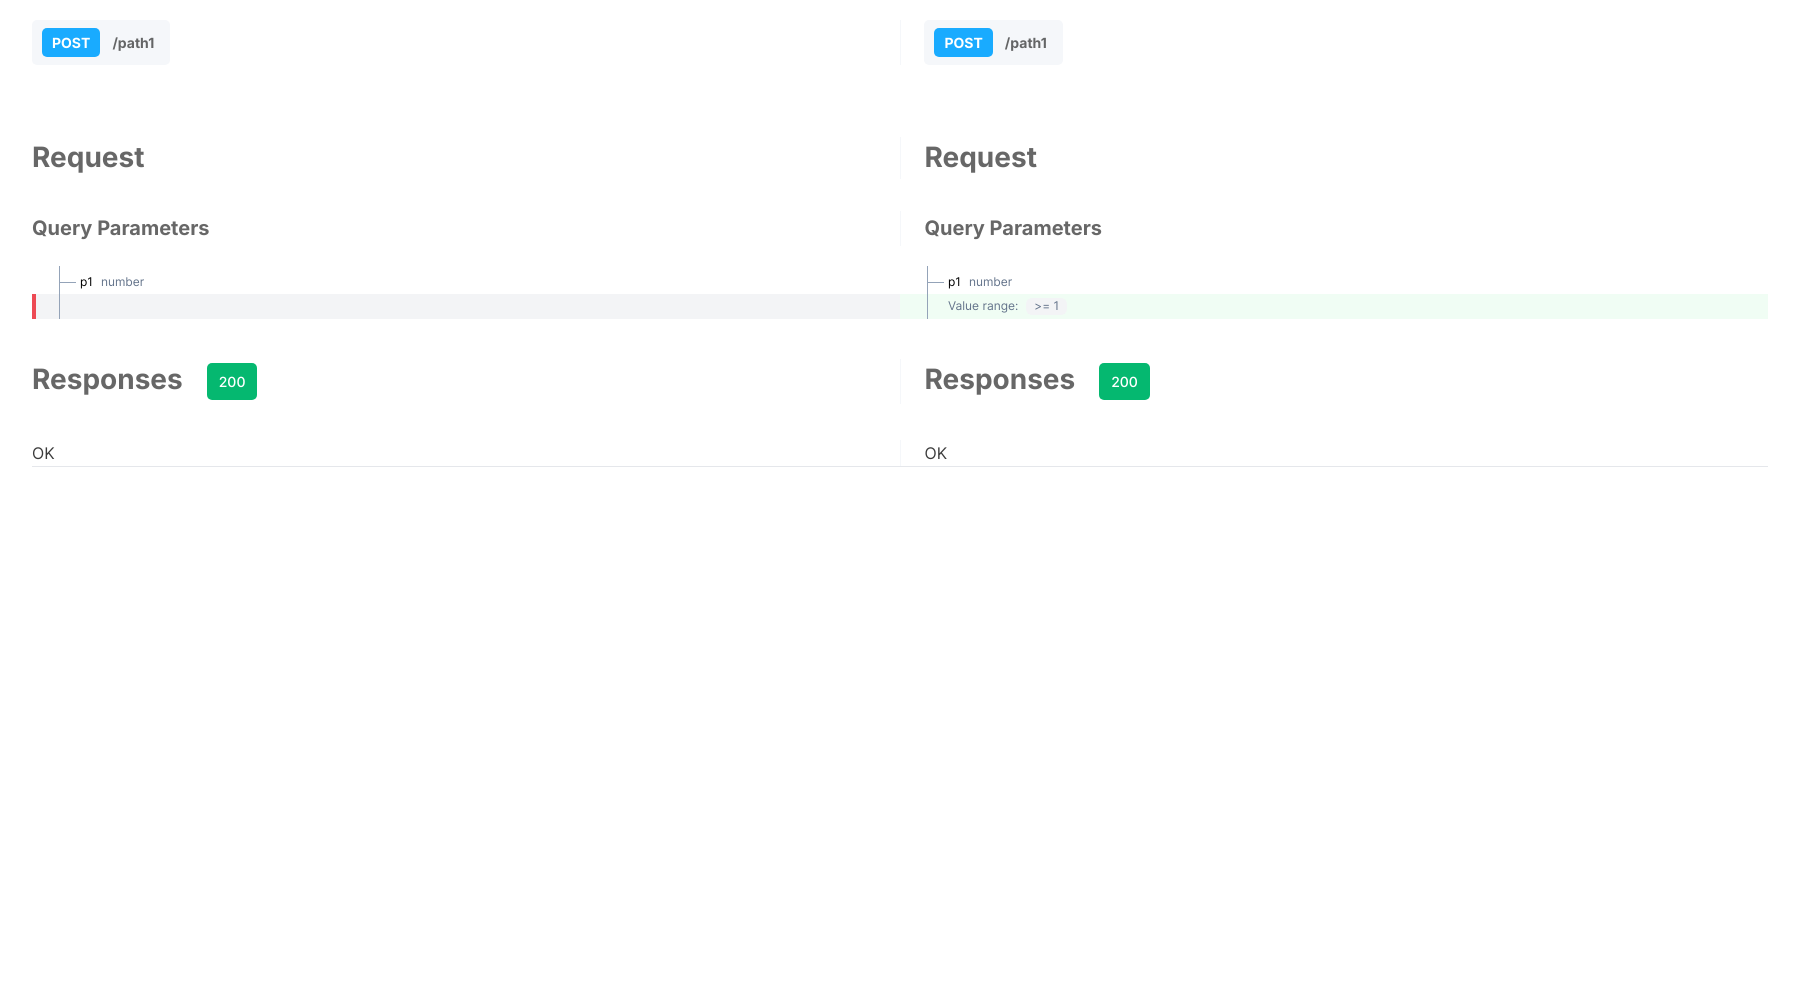 POST /path1
POST /path1
Request
Request
Query Parameters
Query Parameters
p1 number
p1 number
Value range: >= 1
Responses 200
Responses 200
OK
OK